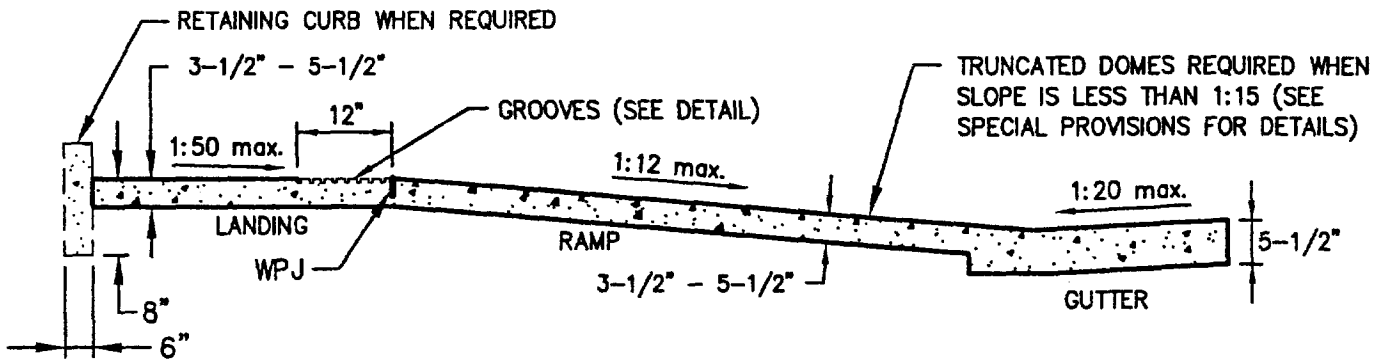 RETAINING CURB WHEN REQUIRED
3-1/2" - 5-1/2"
12"
GROOVES (SEE DETAIL)
TRUNCATED DOMES REQUIRED WHEN
SLOPE IS LESS THAN 1:15 (SEE
SPECIAL PROVISIONS FOR DETAILS)
1:50 max.
1:12 max.
1:20 max.
LANDING
RAMP
5-1/2"
WPJ
3-1/2" - 5-1/2"
GUTTER
8"
6"